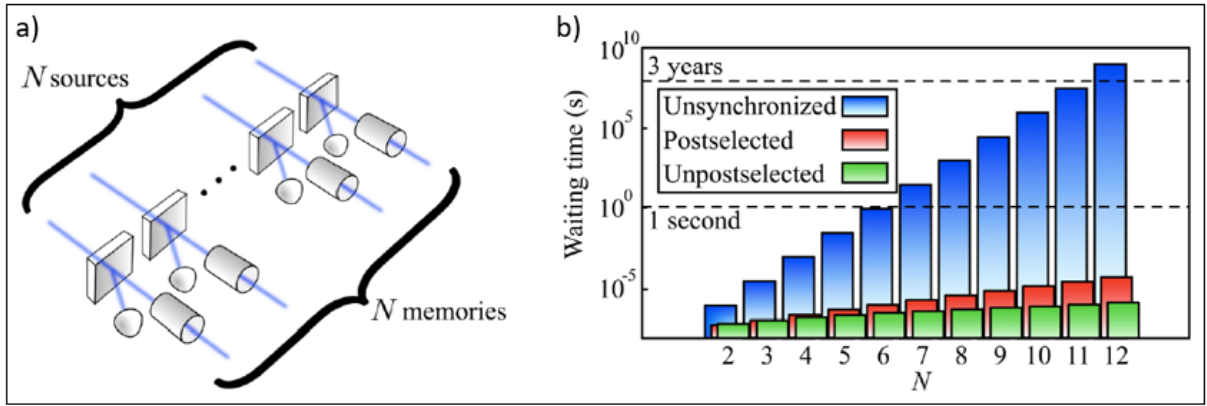 a)
N sources
N memories
b)
Waiting time (s)
10^10
10^5
10^0
10^-5
3 years
Unsynchronized
Postselected
Unpostselected
1 second
2 3 4 5 6 7 8 9 10 11 12
N